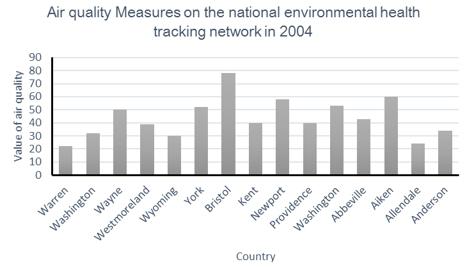 Air quality Measures on the national environmental health
tracking network in 2004
Value of air quality
90
80
70
60
50
40
30
20
10
0
Warren
Washington
Wayne
Westmoreland
Wyoming
York
Bristol
Kent
Newport
Providence
Washington
Abbeville
Aiken
Allendale
Anderson
Country